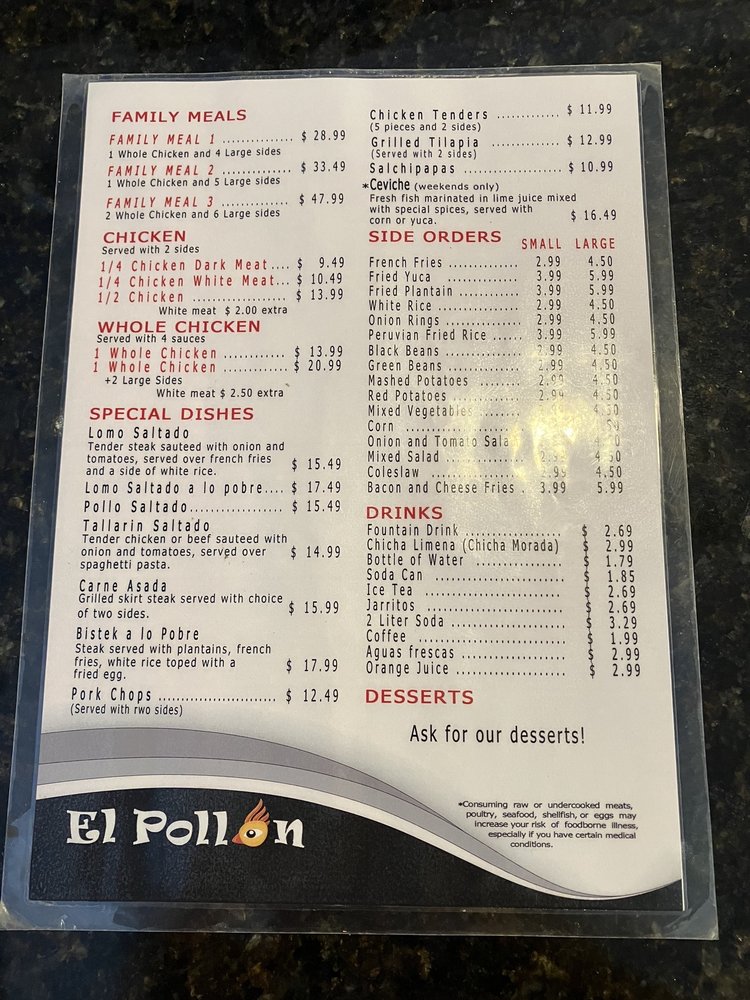 FAMILY MEALS
FAMILY MEAL 1 .............. $ 28.99
1 Whole Chicken and 4 Large sides
FAMILY MEAL 2 .............. $ 33.49
1 Whole Chicken and 5 Large sides
FAMILY MEAL 3 .............. $ 47.99
2 Whole Chicken and 6 Large sides
CHICKEN
Served with 2 sides
1/4 Chicken Dark Meat.... $ 9.49
1/4 Chicken White Meat... $ 10.49
1/2 Chicken .................. $ 13.99
White meat $ 2.00 extra
WHOLE CHICKEN
Served with 4 sauces
1 Whole Chicken ............ $ 13.99
1 Whole Chicken ............ $ 20.99
+2 Large Sides
White meat $ 2.50 extra
SPECIAL DISHES
Lomo Saltado
Tender steak sauteed with onion and
tomatoes, served over french fries
and a side of white rice. $ 15.49
Lomo Saltado a lo pobre.... $ 17.49
Pollo Saltado.................. $ 15.49
Tallarin Saltado
Tender chicken or beef sauteed with
onion and tomatoes, served over $ 14.99
spaghetti pasta.
Carne Asada
Grilled skirt steak served with choice
of two sides. $ 15.99
Bistek a lo Pobre
Steak served with plantains, french
fries, white rice toped with a
fried egg. $ 17.99
Pork Chops ......................... $ 12.49
(Served with rwo sides)
Chicken Tenders ............. $ 11.99
(5 pieces and 2 sides)
Grilled Tilapia .............. $ 12.99
(Served with 2 sides)
Salchipapas .................... $ 10.99
*Ceviche (weekends only)
Fresh fish marinated in lime juice mixed
with special spices, served with
corn or yuca. $ 16.49
SIDE ORDERS SMALL LARGE
French Fries .............. 2.99 4.50
Fried Yuca .............. 3.99 5.99
Fried Plantain ............ 3.99 5.99
White Rice ................ 2.99 4.50
Onion Rings ............... 2.99 4.50
Peruvian Fried Rice ...... 3.99 5.99
Black Beans ............... 2.99 4.50
Green Beans ............... 2.99 4.50
Mashed Potatoes ........ 2.99 4.50
Red Potatoes ............. 2.99 4.50
Mixed Vegetables ....... 4.50
Corn ....................
Onion and Tomato
Mixed Salad ............... 2.99 4.50
Coleslaw .................. 2.99 4.50
Bacon and Cheese Fries . 3.99 5.99
DRINKS
Fountain Drink .................. $ 2.69
Chicha Limena (Chicha Morada) $ 2.99
Bottle of Water ................ $ 1.79
Soda Can ........................ $ 1.85
Ice Tea .......................... $ 2.69
Jarritos .......................... $ 2.69
2 Liter Soda ..................... $ 3.29
Coffee ........................... $ 1.99
Aguas frescas ................... $ 2.99
Orange Juice .................... $ 2.99
DESSERTS
Ask for our desserts!
El Pollon
*Consuming raw or undercooked meats,
poultry, seafood, shellfish, or eggs may
increase your risk of foodborne illness,
especially if you have certain medical
conditions.